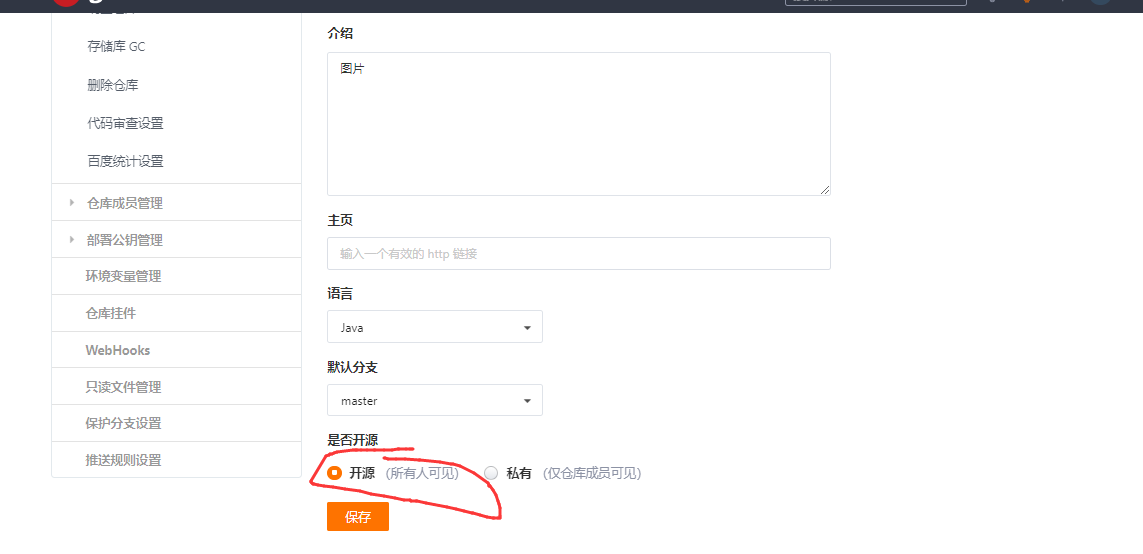 存储库 GC
删除仓库
代码审查设置
百度统计设置
仓库成员管理
部署公钥管理
环境变量管理
仓库挂件
WebHooks
只读文件管理
保护分支设置
推送规则设置
介绍
图片
主页
输入一个有效的 http 链接
语言
Java
默认分支
master
是否开源
开源 (所有人可见) 私有 (仅仓库成员可见)
保存